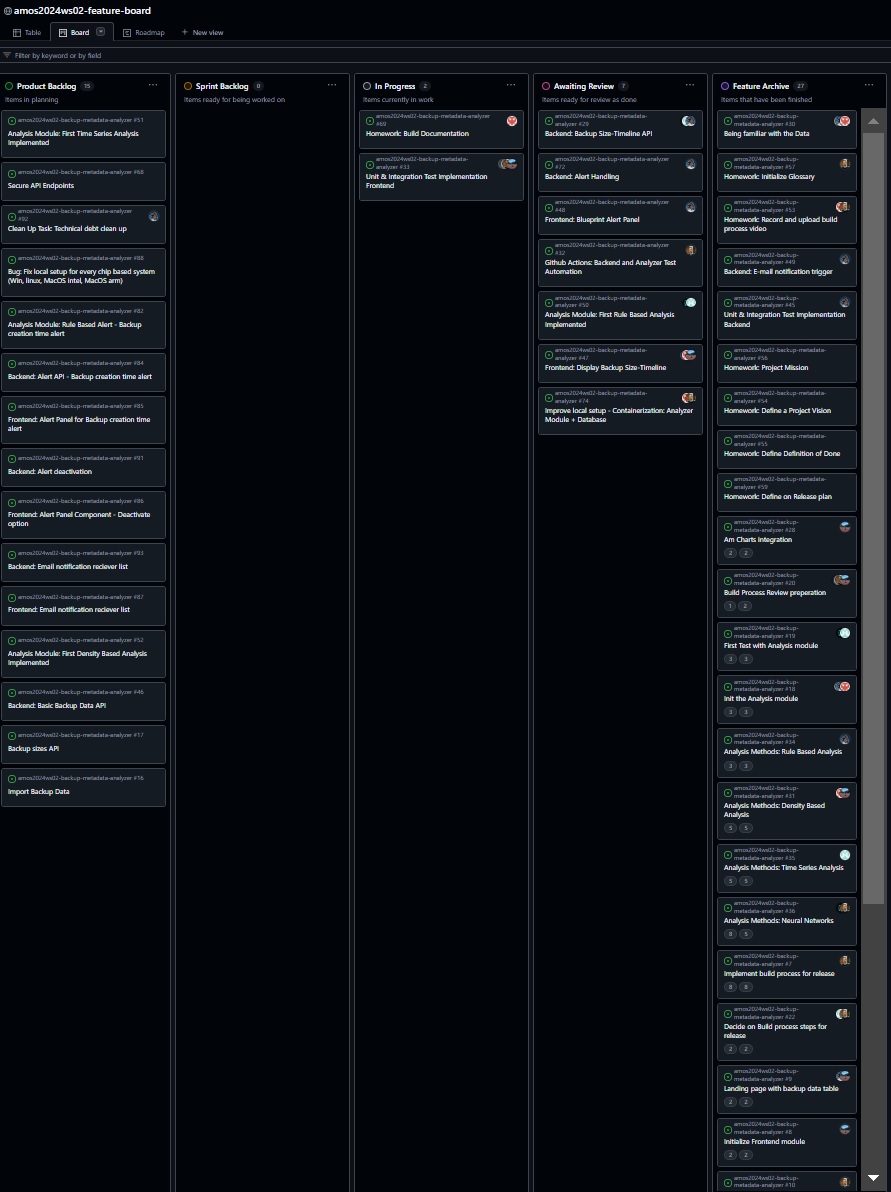 amos2024ws02-feature-board
Table
Board
Roadmap
+ New view
Filter by keyword or by field
Product Backlog 15 ...
Items in planning
amos2024ws02-backup-metadata-analyzer #51
Analysis Module: First Time Series Analysis
Implemented
amos2024ws02-backup-metadata-analyzer #68
Secure API Endpoints
amos2024ws02-backup-metadata-analyzer
#92
Clean Up Task: Technical debt clean up
amos2024ws02-backup-metadata-analyzer #88
Bug: Fix local setup for every chip based system
(Win, linux, MacOS intel, MacOS arm)
amos2024ws02-backup-metadata-analyzer #82
Analysis Module: Rule Based Alert - Backup
creation time alert
amos2024ws02-backup-metadata-analyzer #84
Backend: Alert API - Backup creation time alert
amos2024ws02-backup-metadata-analyzer #85
Frontend: Alert Panel for Backup creation time
alert
amos2024ws02-backup-metadata-analyzer #91
Backend: Alert deactivation
amos2024ws02-backup-metadata-analyzer #86
Frontend: Alert Panel Component - Deactivate
option
amos2024ws02-backup-metadata-analyzer #93
Backend: Email notification reciever list
amos2024ws02-backup-metadata-analyzer #87
Frontend: Email notification reciever list
amos2024ws02-backup-metadata-analyzer #52
Analysis Module: First Density Based Analysis
Implemented
amos2024ws02-backup-metadata-analyzer #46
Backend: Basic Backup Data API
amos2024ws02-backup-metadata-analyzer #17
Backup sizes API
amos2024ws02-backup-metadata-analyzer #16
Import Backup Data
Sprint Backlog 0 ...
Items ready for being worked on
In Progress 2 ...
Items currently in work
amos2024ws02-backup-metadata-analyzer
#69
Homework: Build Documentation
amos2024ws02-backup-metadata-
analyzer #33
Unit & Integration Test Implementation
Frontend
Awaiting Review 7 ...
Items ready for review as done
amos2024ws02-backup-metadata-
analyzer #29
Backend: Backup Size-Timeline API
amos2024ws02-backup-metadata-analyzer
#72
Backend: Alert Handling
amos2024ws02-backup-metadata-analyzer
#48
Frontend: Blueprint Alert Panel
amos2024ws02-backup-metadata-analyzer
#32
Github Actions: Backend and Analyzer Test
Automation
amos2024ws02-backup-metadata-
analyzer #50
Analysis Module: First Rule Based Analysis
Implemented
amos2024ws02-backup-metadata-
analyzer #47
Frontend: Display Backup Size-Timeline
amos2024ws02-backup-metadata-
analyzer #74
Improve local setup - Containerization: Analyzer
Module + Database
Feature Archive 27 ...
Items that have been finished
amos2024ws02-backup-metadata-
analyzer #30
Being familiar with the Data
amos2024ws02-backup-metadata-
analyzer #57
Homework: Initialize Glossary
amos2024ws02-backup-metadata-
analyzer #53
Homework: Record and upload build
process video
amos2024ws02-backup-metadata-
analyzer #49
Backend: E-mail notification trigger
amos2024ws02-backup-metadata-
analyzer #45
Unit & Integration Test Implementation
Backend
amos2024ws02-backup-metadata-
analyzer #56
Homework: Project Mission
amos2024ws02-backup-metadata-
analyzer #54
Homework: Define a Project Vision
amos2024ws02-backup-metadata-
analyzer #55
Homework: Define Definition of Done
amos2024ws02-backup-metadata-
analyzer #59
Homework: Define on Release plan
amos2024ws02-backup-
metadata-analyzer #28
Am Charts integration
2 2
amos2024ws02-backup-
metadata-analyzer #20
Build Process Review preperation
1 2
amos2024ws02-backup-
metadata-analyzer #19
First Test with Analysis module
3 3
amos2024ws02-backup-
metadata-analyzer #18
Init the Analysis module
3 3
amos2024ws02-backup-
metadata-analyzer #34
Analysis Methods: Rule Based Analysis
3 3
amos2024ws02-backup-
metadata-analyzer #31
Analysis Methods: Density Based
Analysis
5 5
amos2024ws02-backup-
metadata-analyzer #35
Analysis Methods: Time Series Analysis
5 5
amos2024ws02-backup-
metadata-analyzer #36
Analysis Methods: Neural Networks
8 5
amos2024ws02-backup-
metadata-analyzer #7
Implement build process for release
8 8
amos2024ws02-backup-
metadata-analyzer #22
Decide on Build process steps for
release
2 2
amos2024ws02-backup-
metadata-analyzer #9
Landing page with backup data table
2 2
amos2024ws02-backup-
metadata-analyzer #8
Initialize Frontend module
2 2
amos2024ws02-backup-
metadata-analyzer #10